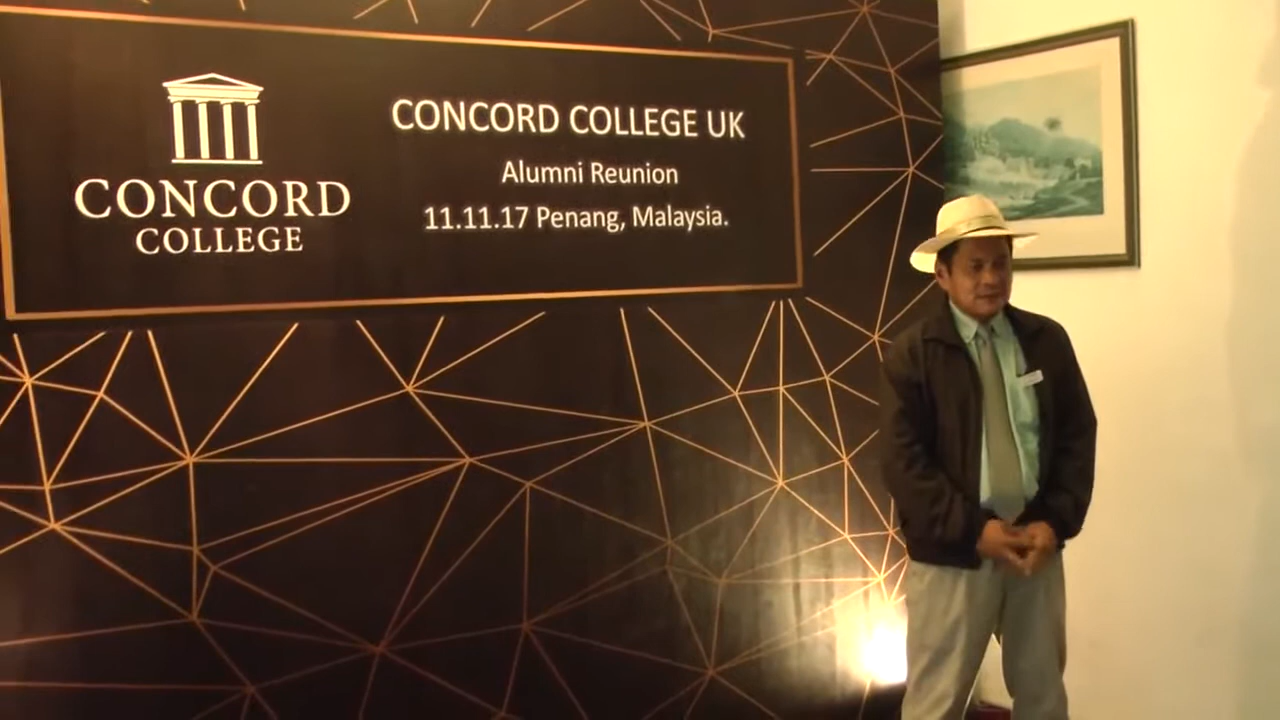 CONCORD
COLLEGE
CONCORD COLLEGE UK
Alumni Reunion
11.11.17 Penang, Malaysia.